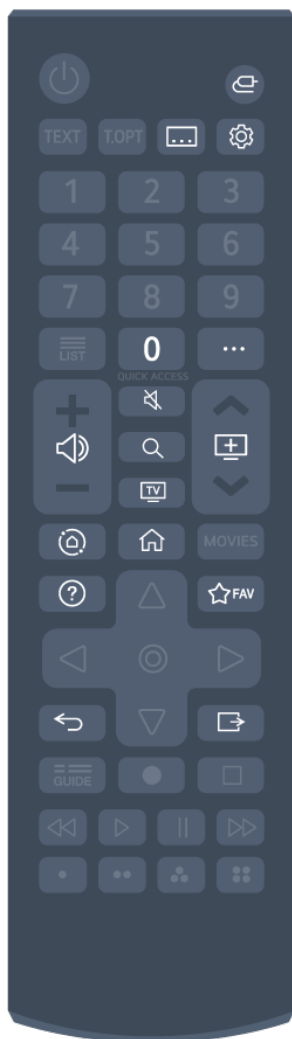 TEXT T.OPT
1 2 3
4 5 6
7 8 9
LIST 0
QUICK ACCESS
TV
MOVIES
? FAV
GUIDE